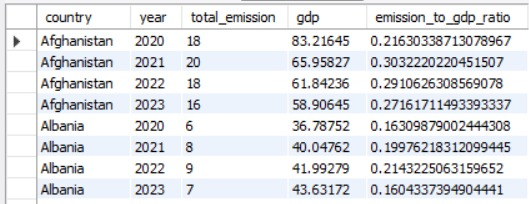 country year total_emission gdp emission_to_gdp_ratio
Afghanistan 2020 18 83.21645 0.21630338713078967
Afghanistan 2021 20 65.95827 0.3032220220451507
Afghanistan 2022 18 61.84236 0.2910626308569078
Afghanistan 2023 16 58.90645 0.27161711493393337
Albania 2020 6 36.78752 0.16309879002444308
Albania 2021 8 40.04762 0.19976218312099445
Albania 2022 9 41.99279 0.2143225063159652
Albania 2023 7 43.63172 0.1604337394904441